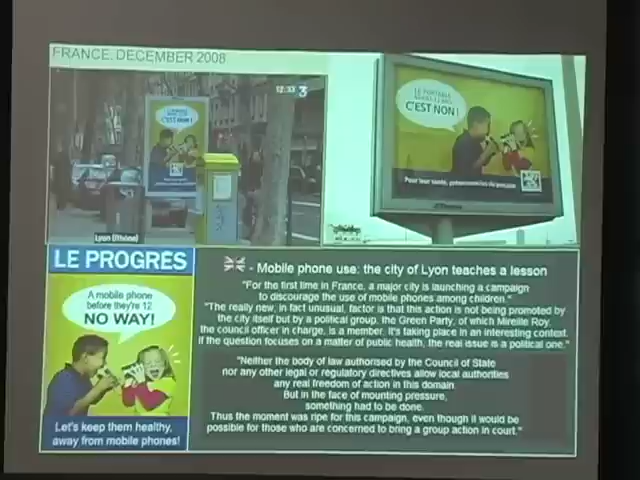 FRANCE, DECEMBER 2008
12:33 3
C'EST NON !
Lyon (Rhône)
C'EST NON !
Pour leur santé,
LE PROGRÈS
A mobile phone
before they're 12
NO WAY!
Let's keep them healthy,
away from mobile phones!
- Mobile phone use: the city of Lyon teaches a lesson
"For the first time in France, a major city is launching a campaign
to discourage the use of mobile phones among children."
"The really new, in fact unusual, factor is that this action is not being promoted by
the city itself but by a political group, the Green Party, of which Mireille Roy,
the council officer in charge, is a member. It's taking place in an interesting context.
If the question focuses on a matter of public health, the real issue is a political one."
"Neither the body of law authorised by the Council of State
nor any other legal or regulatory directives allow local authorities
any real freedom of action in this domain.
But in the face of mounting pressure,
something had to be done.
Thus the moment was ripe for this campaign, even though it would be
possible for those who are concerned to bring a group action in court."